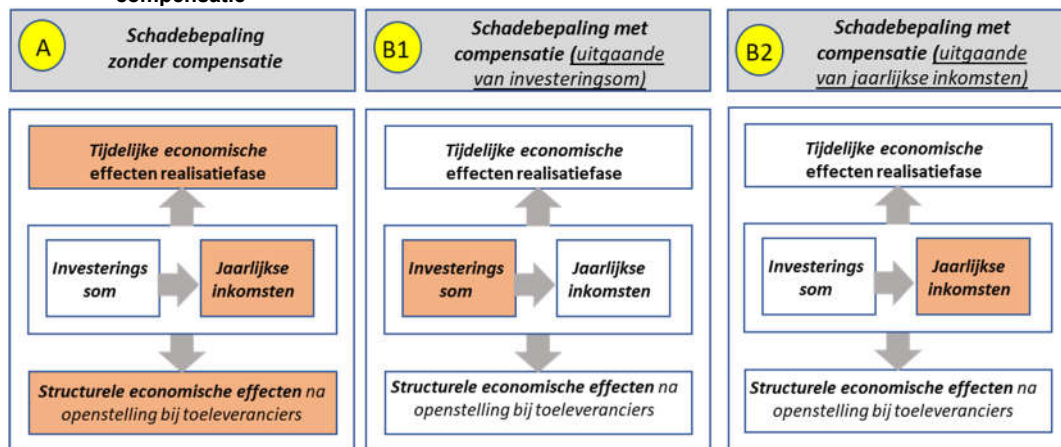 compensatie
A
Schadebepaling
zonder compensatie
B1
Schadebepaling met
compensatie (uitgaande
van investeringsom)
B2
Schadebepaling met
compensatie (uitgaande
van jaarlijkse inkomsten)
Tijdelijke economische
effecten realisatiefase
Investerings
som
Jaarlijkse
inkomsten
Structurele economische effecten na
openstelling bij toeleveranciers
Tijdelijke economische
effecten realisatiefase
Investerings
som
Jaarlijkse
inkomsten
Structurele economische effecten na
openstelling bij toeleveranciers
Tijdelijke economische
effecten realisatiefase
Investerings
som
Jaarlijkse
inkomsten
Structurele economische effecten na
openstelling bij toeleveranciers